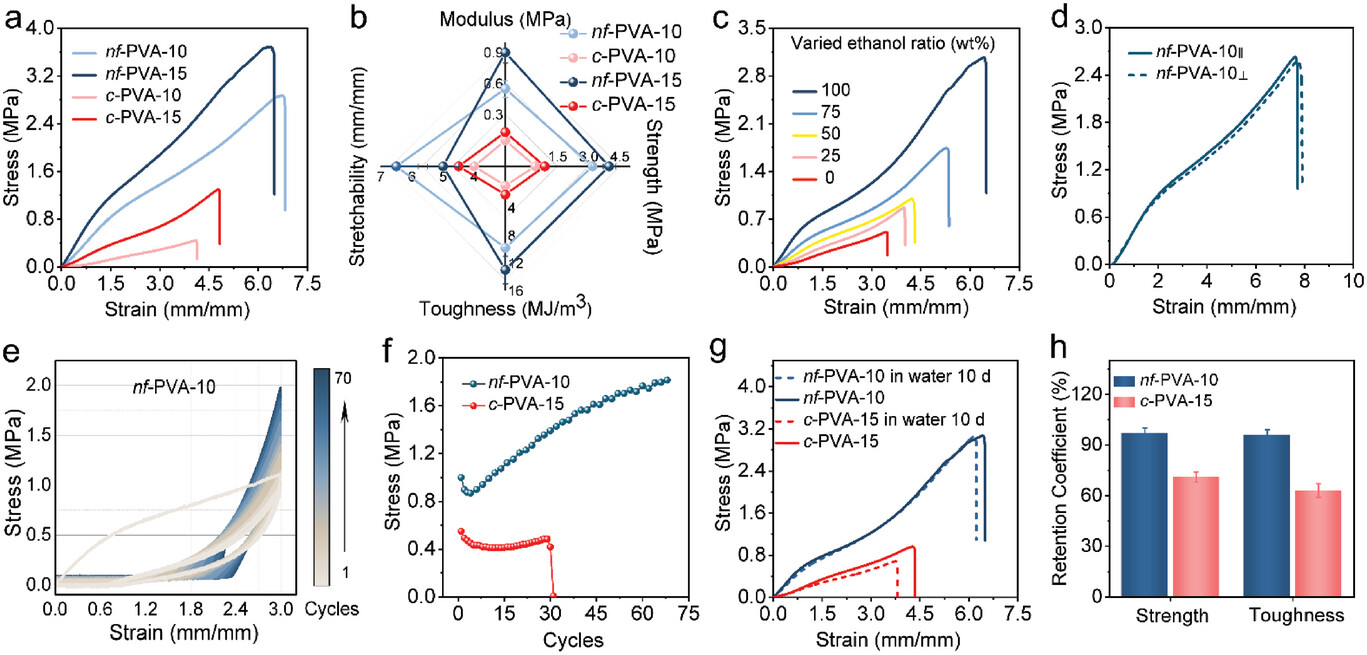 a
4.0
3.2
2.4
1.6
0.8
0.0
Stress (MPa)
nf-PVA-10
nf-PVA-15
c-PVA-10
c-PVA-15
0.0 1.5 3.0 4.5 6.0 7.5
Strain (mm/mm)
b
Modulus (MPa)
nf-PVA-10
c-PVA-10
nf-PVA-15
c-PVA-15
0.9
0.6
0.3
Stretchability (mm/mm)
Strength (MPa)
7 6 5 4
1.5 3.0 4.5
4
8
12
16
Toughness (MJ/m³)
c
3.5
2.8
2.1
1.4
0.7
0.0
Stress (MPa)
Varied ethanol ratio (wt%)
100
75
50
25
0
0.0 1.5 3.0 4.5 6.0 7.5
Strain (mm/mm)
d
3.0
2.4
1.8
1.2
0.6
0.0
Stress (MPa)
nf-PVA-10∥
nf-PVA-10⊥
0 2 4 6 8 10
Strain (mm/mm)
e
2.0
1.5
1.0
0.5
0.0
Stress (MPa)
nf-PVA-10
70
1
Cycles
0.0 0.6 1.2 1.8 2.4 3.0
Strain (mm/mm)
f
2.0
1.6
1.2
0.8
0.4
0.0
Stress (MPa)
nf-PVA-10
c-PVA-15
0 15 30 45 60 75
Cycles
g
4.0
3.2
2.4
1.6
0.8
0.0
Stress (MPa)
nf-PVA-10 in water 10 d
nf-PVA-10
c-PVA-15 in water 10 d
c-PVA-15
0.0 1.5 3.0 4.5 6.0 7.5
Strain (mm/mm)
h
120
90
60
30
0
Retention Coefficient (%)
nf-PVA-10
c-PVA-15
Strength Toughness